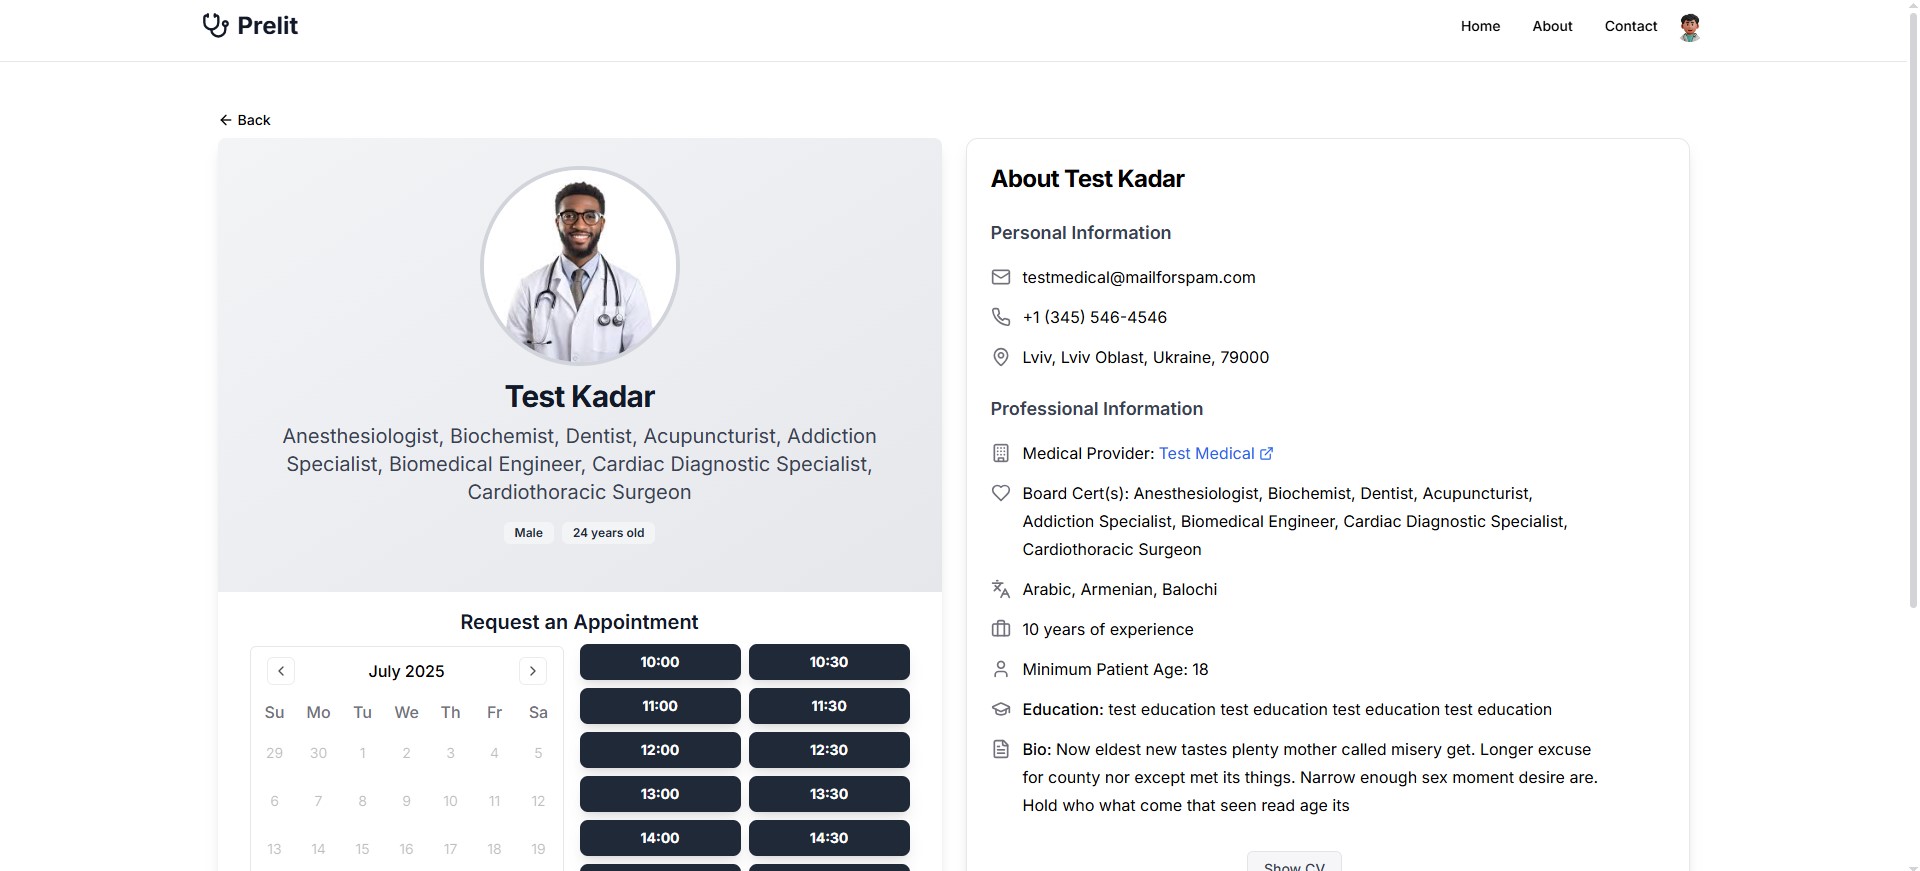 Prelit
Home
About
Contact
Back
Test Kadar
Anesthesiologist, Biochemist, Dentist, Acupuncturist, Addiction
Specialist, Biomedical Engineer, Cardiac Diagnostic Specialist,
Cardiothoracic Surgeon
Male
24 years old
Request an Appointment
July 2025
Su Mo Tu We Th Fr Sa
29 30 1 2 3 4 5
6 7 8 9 10 11 12
13 14 15 16 17 18 19
10:00 10:30
11:00 11:30
12:00 12:30
13:00 13:30
14:00 14:30
About Test Kadar
Personal Information
testmedical@mailforspam.com
+1 (345) 546-4546
Lviv, Lviv Oblast, Ukraine, 79000
Professional Information
Medical Provider: Test Medical
Board Cert(s): Anesthesiologist, Biochemist, Dentist, Acupuncturist,
Addiction Specialist, Biomedical Engineer, Cardiac Diagnostic Specialist,
Cardiothoracic Surgeon
Arabic, Armenian, Balochi
10 years of experience
Minimum Patient Age: 18
Education: test education test education test education test education
Bio: Now eldest new tastes plenty mother called misery get. Longer excuse
for county nor except met its things. Narrow enough sex moment desire are.
Hold who what come that seen read age its
Show CV